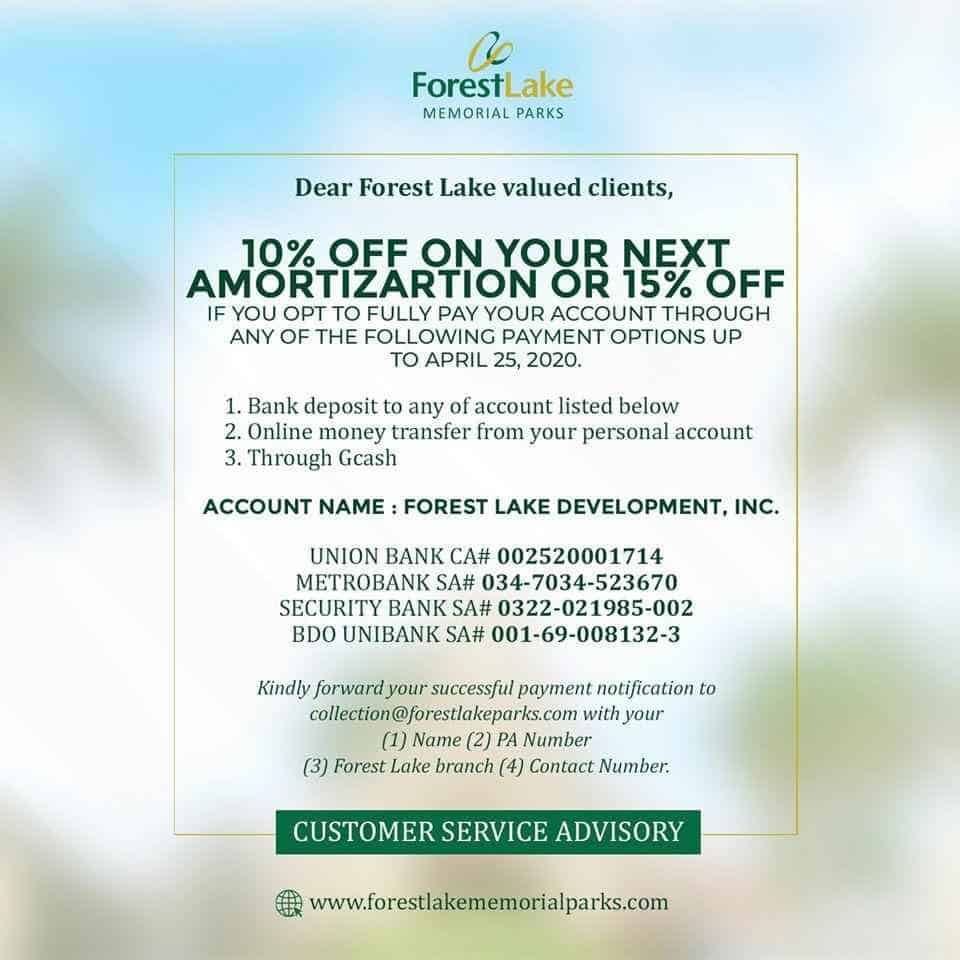 ForestLake
MEMORIAL PARKS
Dear Forest Lake valued clients,
10% OFF ON YOUR NEXT
AMORTIZARTION OR 15% OFF
IF YOU OPT TO FULLY PAY YOUR ACCOUNT THROUGH
ANY OF THE FOLLOWING PAYMENT OPTIONS UP
TO APRIL 25, 2020.
1. Bank deposit to any of account listed below
2. Online money transfer from your personal account
3. Through Gcash
ACCOUNT NAME : FOREST LAKE DEVELOPMENT, INC.
UNION BANK CA# 002520001714
METROBANK SA# 034-7034-523670
SECURITY BANK SA# 0322-021985-002
BDO UNIBANK SA# 001-69-008132-3
Kindly forward your successful payment notification to
collection@forestlakeparks.com with your
(1) Name (2) PA Number
(3) Forest Lake branch (4) Contact Number.
CUSTOMER SERVICE ADVISORY
www.forestlakememorialparks.com